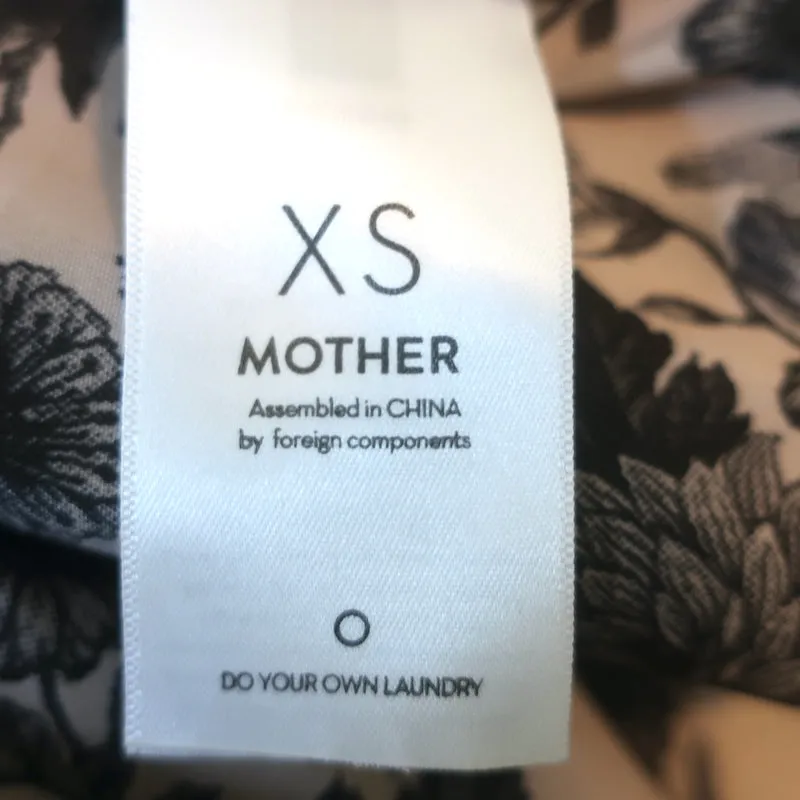 XS
MOTHER
Assembled in CHINA
by foreign components
DO YOUR OWN LAUNDRY